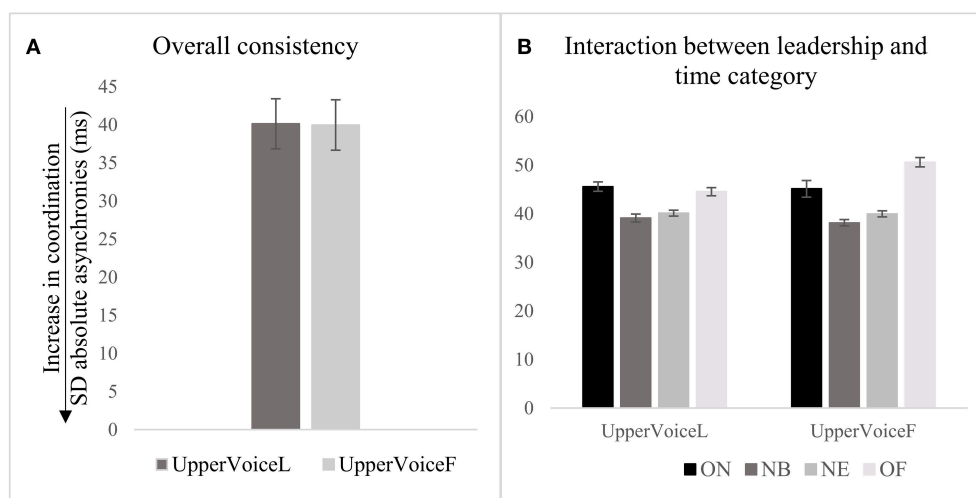 A
Overall consistency
Increase in coordination
SD absolute asynchronies (ms)
45
40
35
30
25
20
15
10
5
0
UpperVoiceL UpperVoiceF
B
Interaction between leadership and
time category
60
50
40
30
20
10
0
UpperVoiceL UpperVoiceF
ON NB NE OF